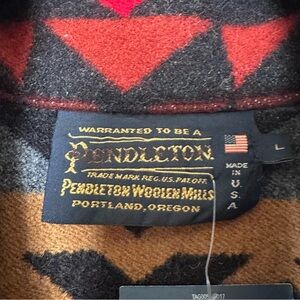 WARRANTED TO BE A
PENDLETON
TRADE MARK REG. U.S. PAT. OFF.
PENDLETON WOOLEN MILLS
PORTLAND, OREGON
MADE
IN
U.S.A.
L